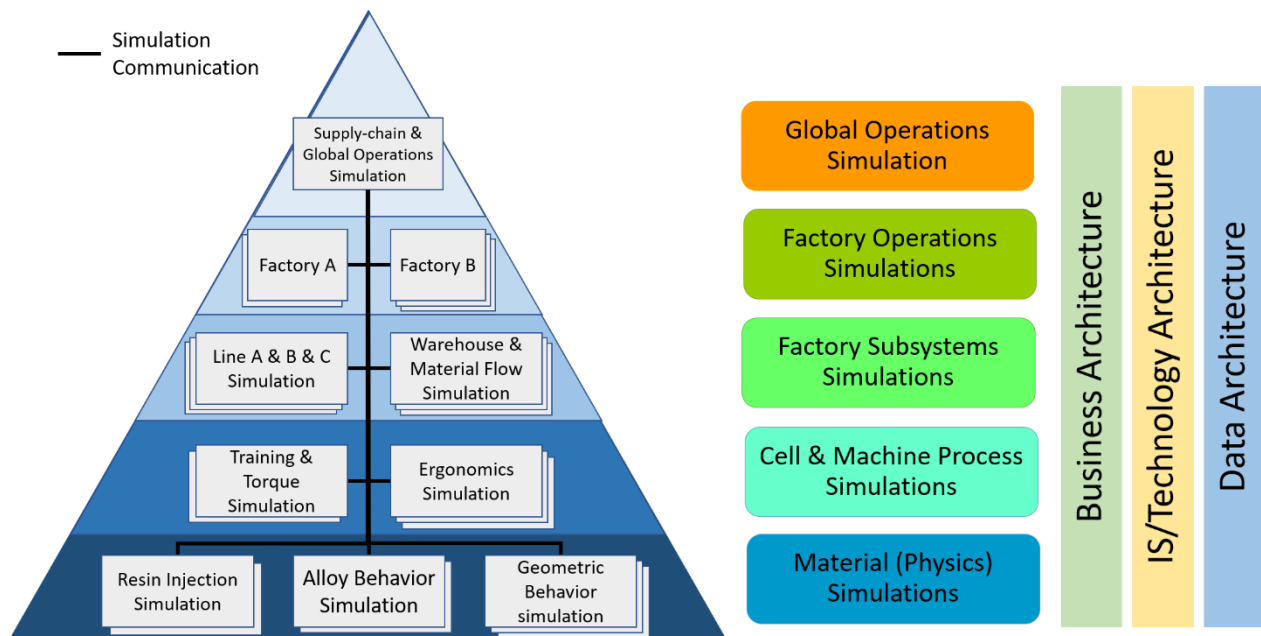 Simulation
Communication
Supply-chain &
Global Operations
Simulation
Factory A
Factory B
Line A & B & C
Simulation
Warehouse &
Material Flow
Simulation
Training &
Torque
Simulation
Ergonomics
Simulation
Resin Injection
Simulation
Alloy Behavior
Simulation
Geometric
Behavior
simulation
Global Operations
Simulation
Factory Operations
Simulations
Factory Subsystems
Simulations
Cell & Machine Process
Simulations
Material (Physics)
Simulations
Business Architecture
IS/Technology Architecture
Data Architecture